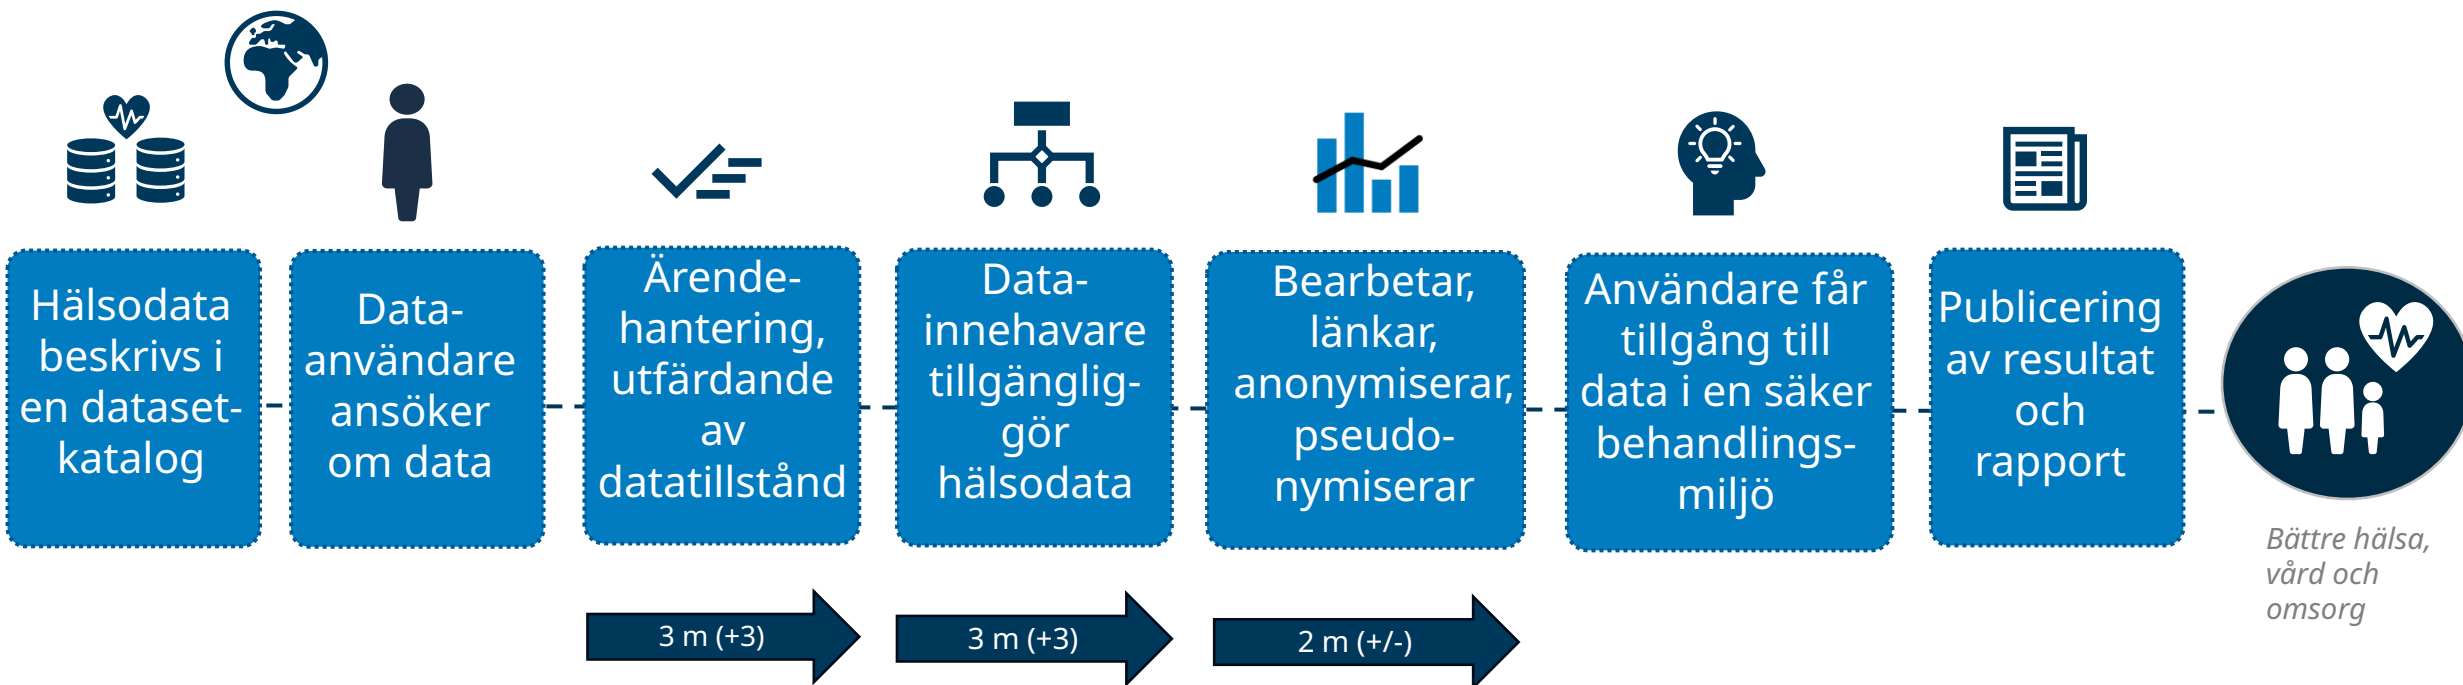 Hälsodata
beskrivs i
en dataset-
katalog
Data-
användare
ansöker
om data
Ärende-
hantering,
utfärdande
av
datatillstånd
Data-
innehavare
tillgänglig-
gör
hälsodata
Bearbetar,
länkar,
anonymiserar,
pseudo-
nymiserar
Användare får
tillgång till
data i en säker
behandlings-
miljö
Publicering
av resultat
och
rapport
Bättre hälsa,
vård och
omsorg
3 m (+3)
3 m (+3)
2 m (+/-)